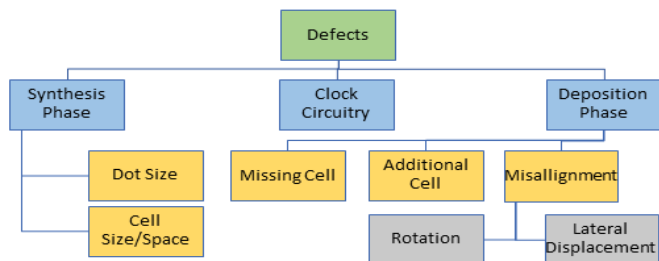 Defects
Synthesis
Phase
Clock
Circuitry
Deposition
Phase
Dot Size
Missing Cell
Additional
Cell
Misallignment
Cell
Size/Space
Rotation
Lateral
Displacement